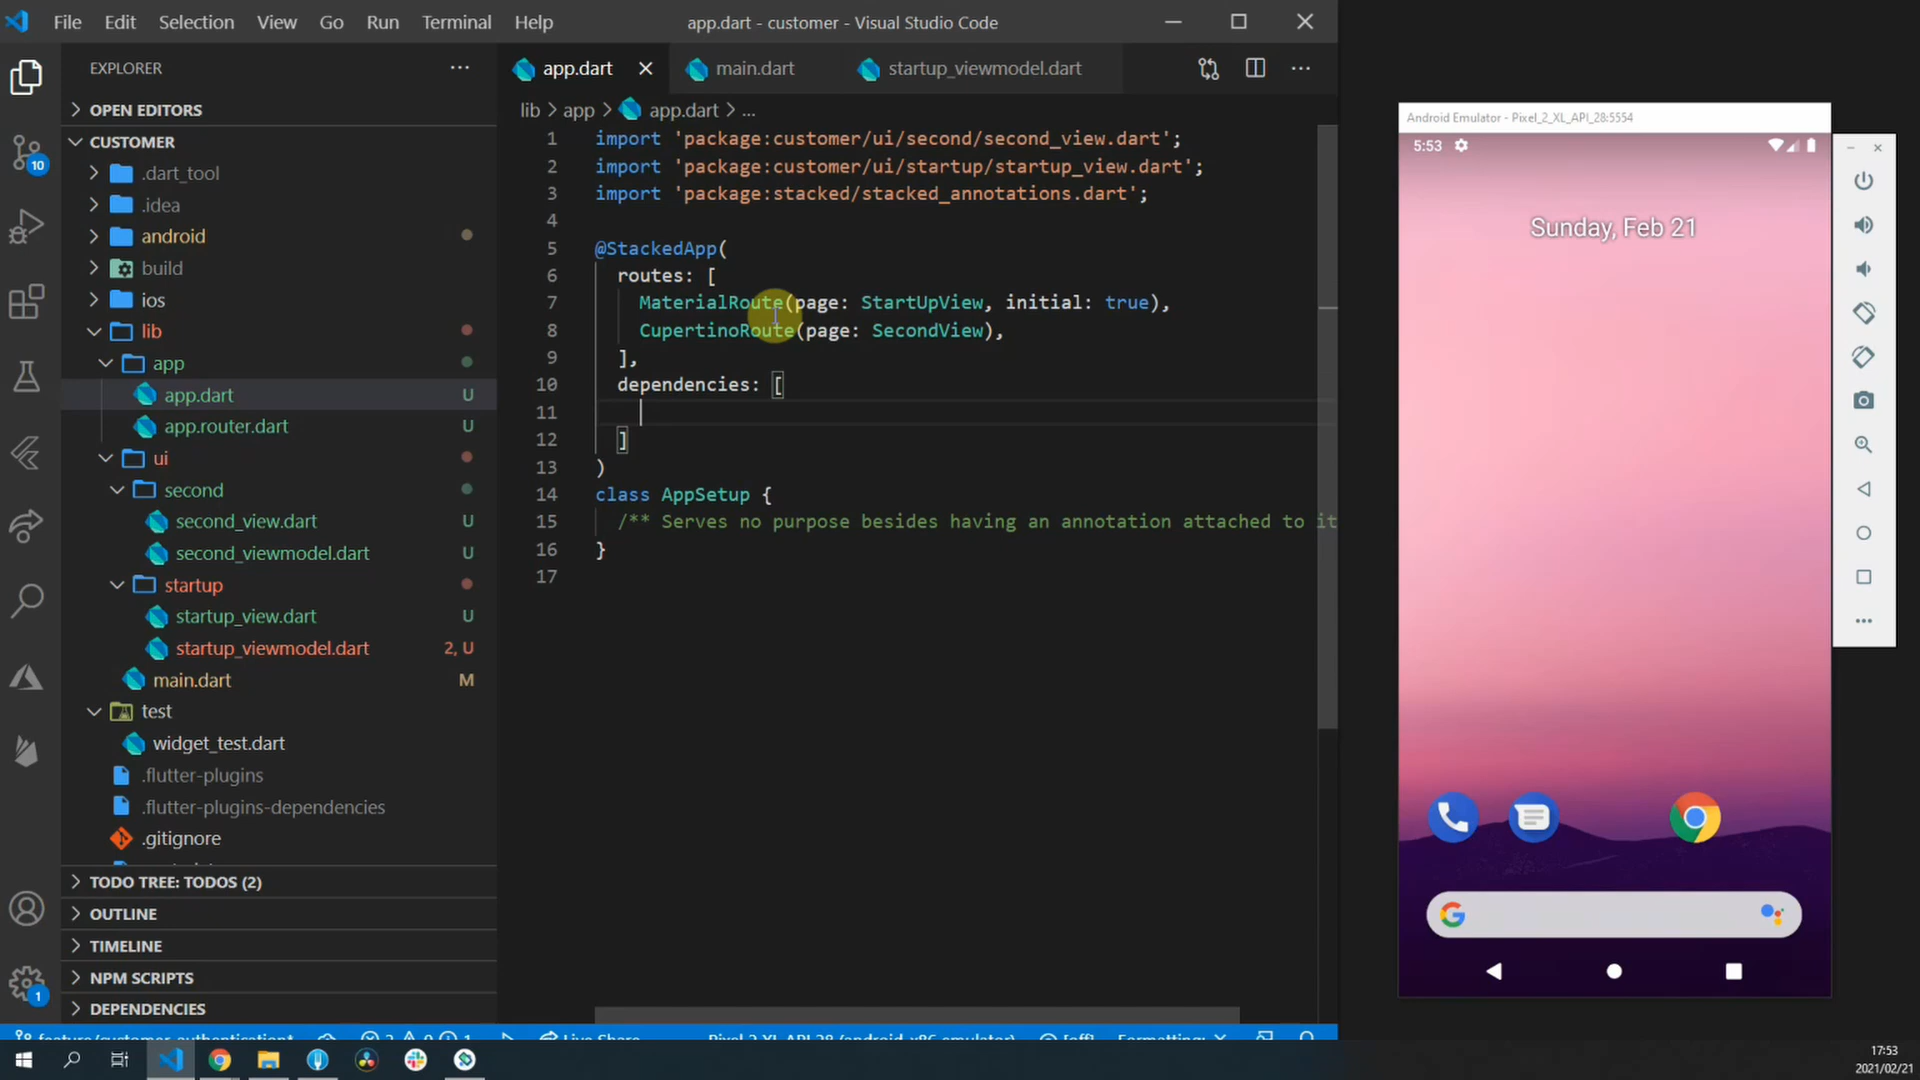 File Edit Selection View Go Run Terminal Help
app.dart - customer - Visual Studio Code
EXPLORER
OPEN EDITORS
CUSTOMER
.dart_tool
.idea
android
build
ios
lib
app
app.dart U
app.router.dart U
ui
second
second_view.dart U
second_viewmodel.dart U
startup
startup_view.dart U
startup_viewmodel.dart 2, U
main.dart M
test
widget_test.dart
.flutter-plugins
.flutter-plugins-dependencies
.gitignore
TODO TREE: TODOS (2)
OUTLINE
TIMELINE
NPM SCRIPTS
DEPENDENCIES
10
1
app.dart main.dart startup_viewmodel.dart
lib > app > app.dart > ...
1 import 'package:customer/ui/second/second_view.dart';
2 import 'package:customer/ui/startup/startup_view.dart';
3 import 'package:stacked/stacked_annotations.dart';
4
5 @StackedApp(
6 routes: [
7 MaterialRoute(page: StartUpView, initial: true),
8 CupertinoRoute(page: SecondView),
9 ],
10 dependencies: [
11
12 ]
13 )
14 class AppSetup {
15 /** Serves no purpose besides having an annotation attached to it
16 }
17
Android Emulator - Pixel_2_XL_API_28:5554
5:53
Sunday, Feb 21
Live Share
17:53
2021/02/21